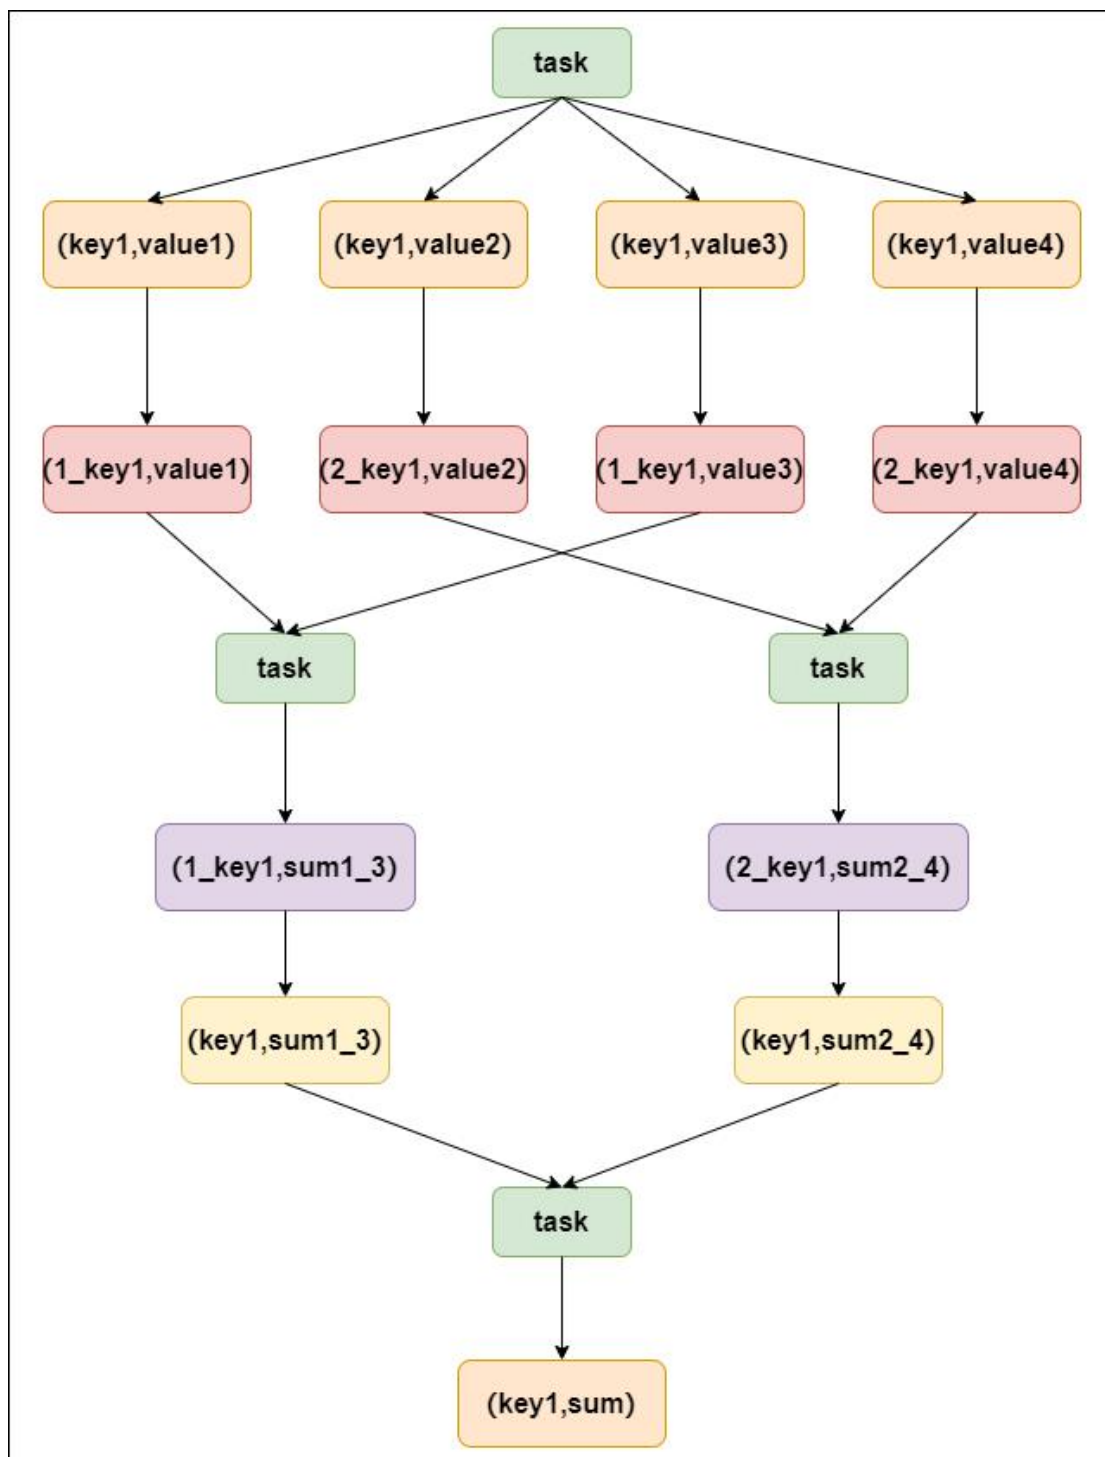 task
(key1,value1)
(key1,value2)
(key1,value3)
(key1,value4)
(1_key1,value1)
(2_key1,value2)
(1_key1,value3)
(2_key1,value4)
task
task
(1_key1,sum1_3)
(2_key1,sum2_4)
(key1,sum1_3)
(key1,sum2_4)
task
(key1,sum)